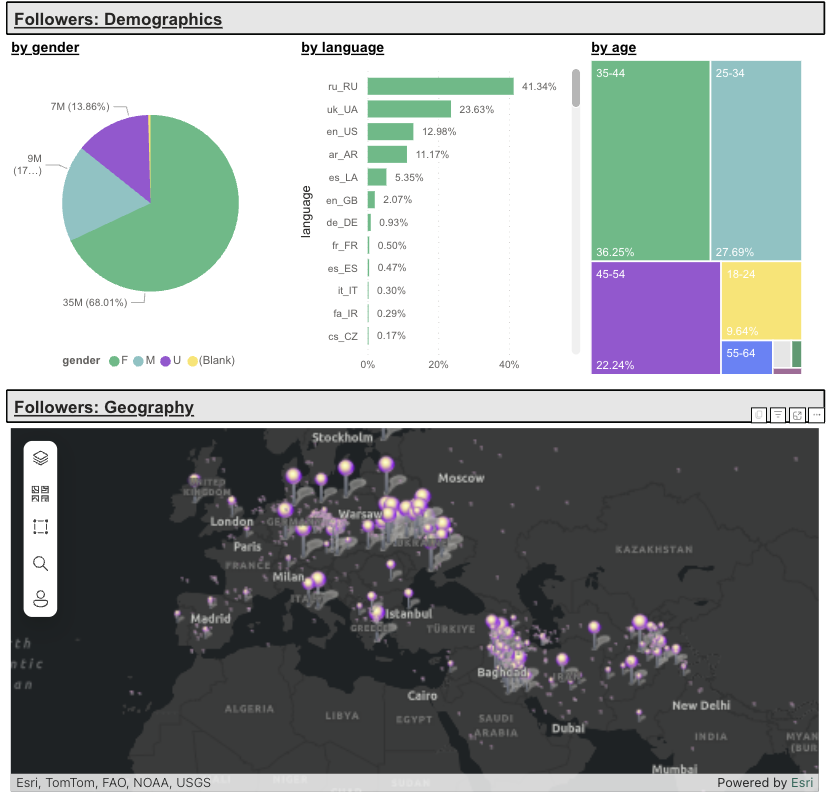 Followers: Demographics
by gender
by language
by age
7M (13.86%)
9M
(17...)
35M (68.01%)
gender F M U (Blank)
language
ru_RU 41.34%
uk_UA 23.63%
en_US 12.98%
ar_AR 11.17%
es_LA 5.35%
en_GB 2.07%
de_DE 0.93%
fr_FR 0.50%
es_ES 0.47%
it_IT 0.30%
fa_IR 0.29%
cs_CZ 0.17%
0% 20% 40%
35-44
36.25%
25-34
27.69%
45-54
22.24%
18-24
9.64%
55-64
Followers: Geography
Stockholm
Moscow
UNITED
KINGDOM
London
Warsaw
GERMANY
UKRAINE
Paris
KAZAKHSTAN
FRANCE
Milan
ITALY
Madrid
Istanbul
GREECE
TÜRKIYE
th
ntic
an
Baghdad
IRAN
Cairo
ALGERIA
LIBYA
EGYPT
SAUDI
ARABIA
New Delhi
Dubai
INDIA
MYAN
(BUR
Mumbai
NIGER
SUDAN
Esri, TomTom, FAO, NOAA, USGS
Powered by Esri